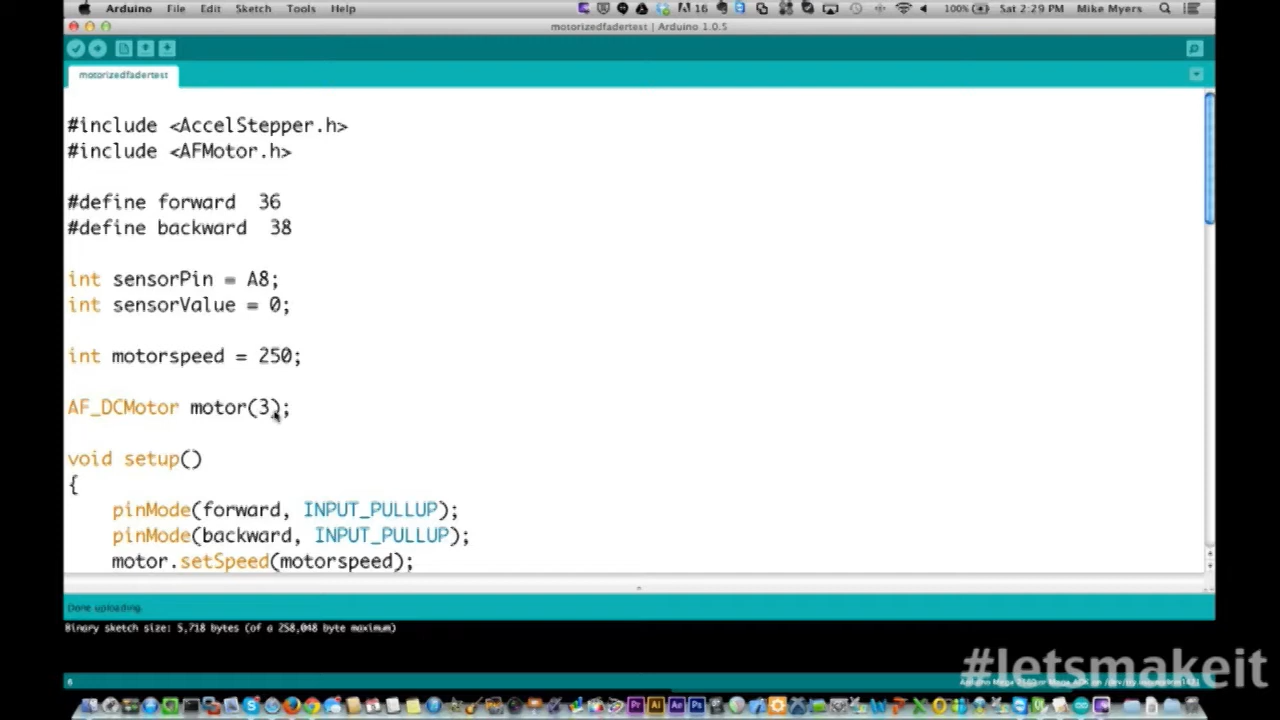 Arduino File Edit Sketch Tools Help 16 100% Sat 2:29 PM Mike Myers
motorizedfadertest | Arduino 1.0.5
motorizedfadertest
#include <AccelStepper.h>
#include <AFMotor.h>
#define forward  36
#define backward  38
int sensorPin = A8;
int sensorValue = 0;
int motorspeed = 250;
AF_DCMotor motor(3);
void setup()
{
pinMode(forward, INPUT_PULLUP);
pinMode(backward, INPUT_PULLUP);
motor.setSpeed(motorspeed);
Done uploading.
Binary sketch size: 5,718 bytes (of a 258,048 byte maximum)
#letsmakeit
6